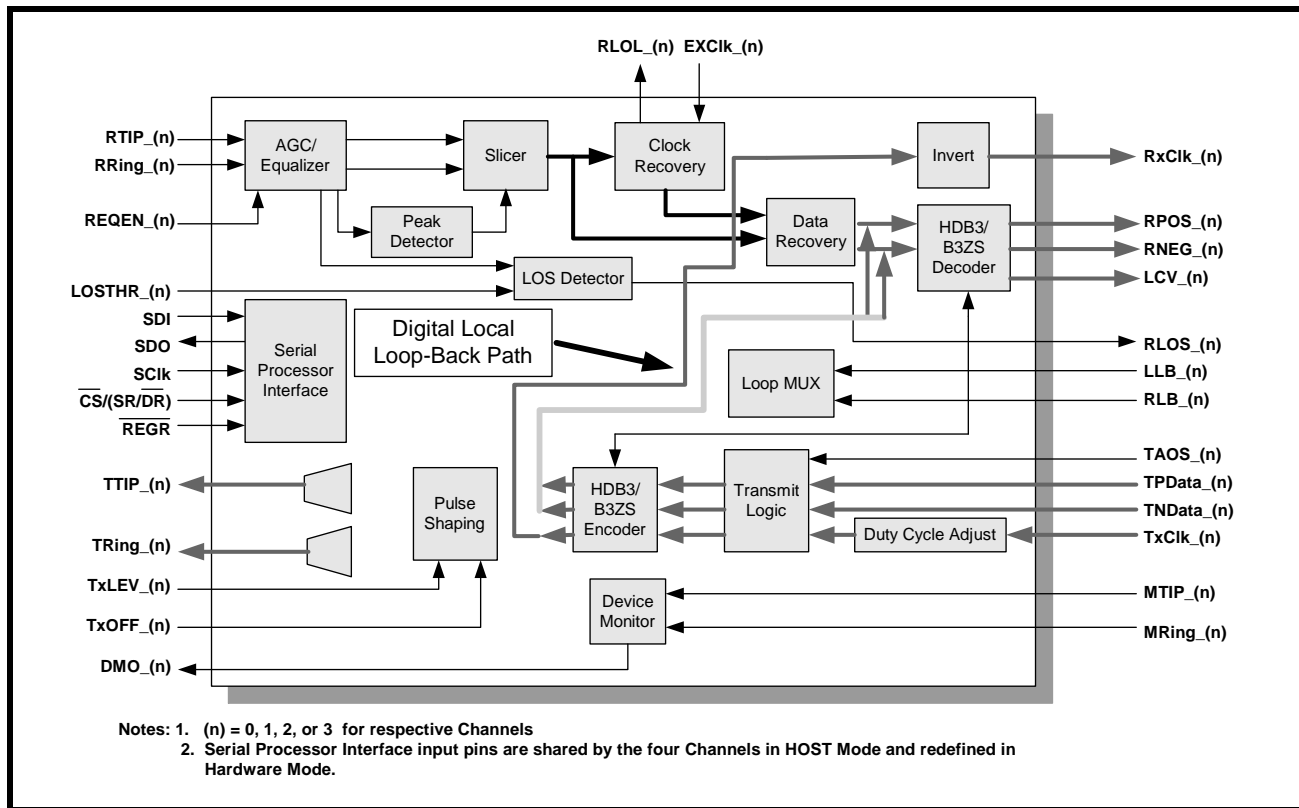 RLOL_(n) EXClk_(n)
RTIP_(n)
RRing_(n)
REQEN_(n)
LOSTHR_(n)
SDI
SDO
SClk
CS/(SR/DR)
REGR
TTIP_(n)
TRing_(n)
TxLEV_(n)
TxOFF_(n)
DMO_(n)
AGC/
Equalizer
Slicer
Clock
Recovery
Invert
Peak
Detector
Data
Recovery
HDB3/
B3ZS
Decoder
LOS Detector
Serial
Processor
Interface
Digital Local
Loop-Back Path
Loop MUX
Pulse
Shaping
HDB3/
B3ZS
Encoder
Transmit
Logic
Duty Cycle Adjust
Device
Monitor
RxClk_(n)
RPOS_(n)
RNEG_(n)
LCV_(n)
RLOS_(n)
LLB_(n)
RLB_(n)
TAOS_(n)
TPData_(n)
TNData_(n)
TxClk_(n)
MTIP_(n)
MRing_(n)
Notes: 1. (n) = 0, 1, 2, or 3 for respective Channels
2. Serial Processor Interface input pins are shared by the four Channels in HOST Mode and redefined in
Hardware Mode.